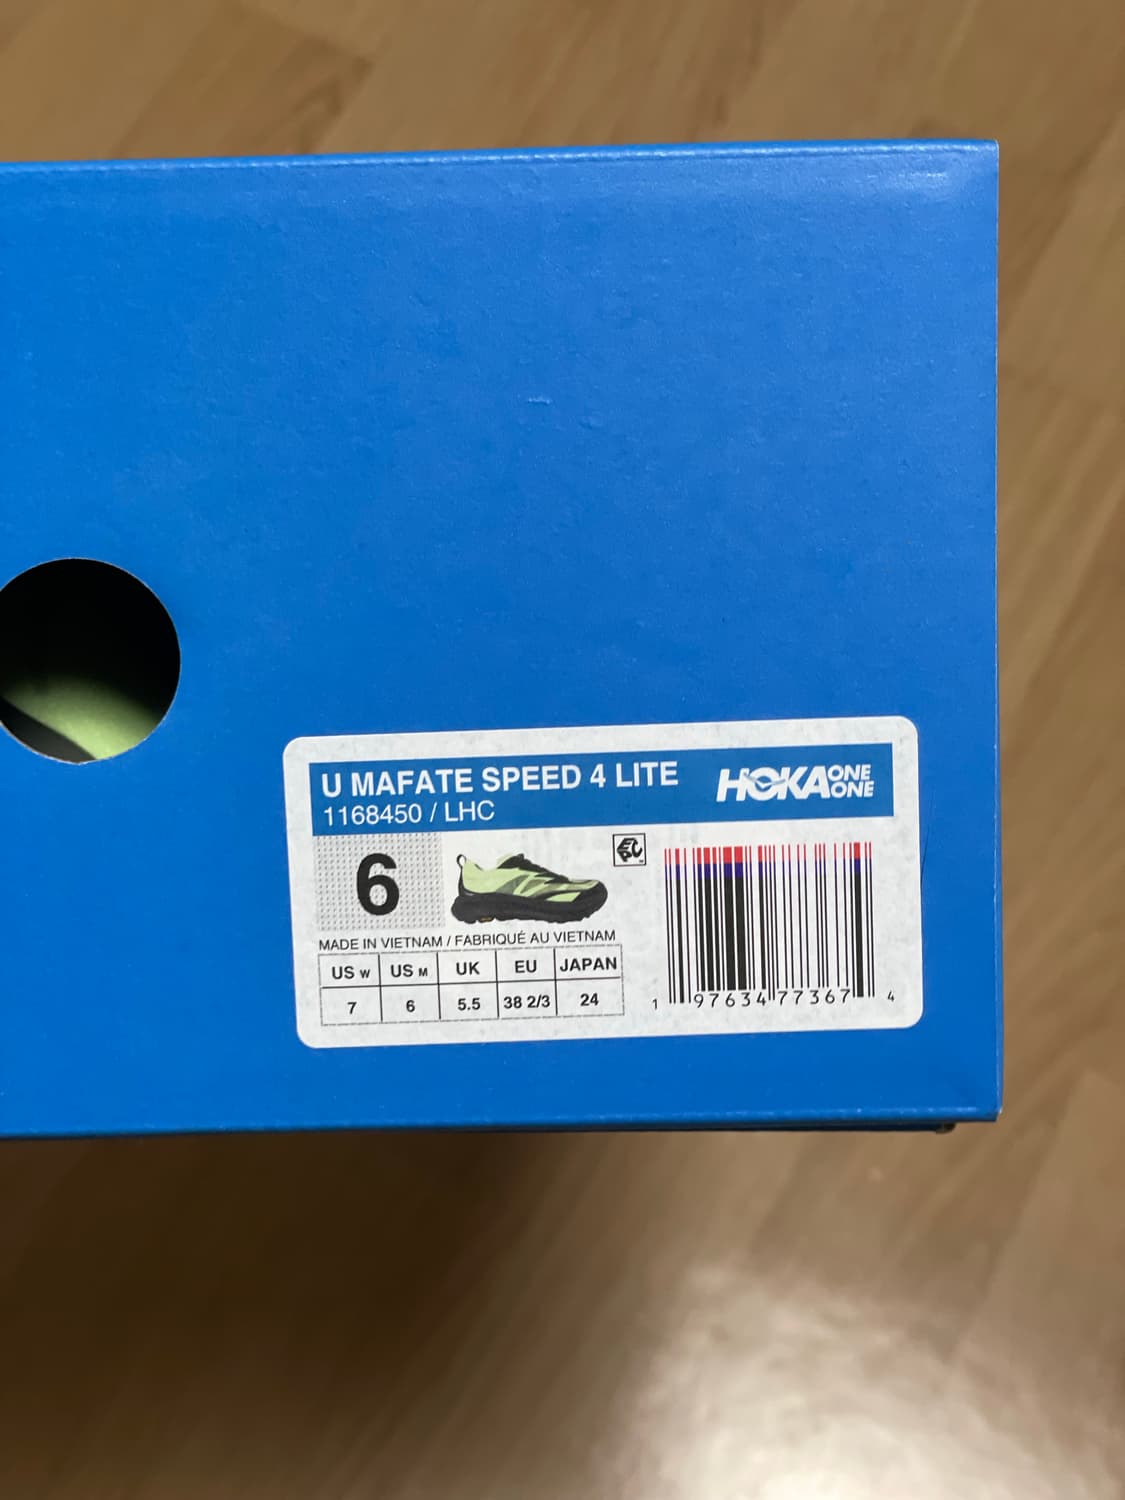 U MAFATE SPEED 4 LITE
HOKA ONE ONE
1168450 / LHC
6
EPC
MADE IN VIETNAM / FABRIQUÉ AU VIETNAM
US W US M UK EU JAPAN
7 6 5.5 38 2/3 24
1 97634 77367 4